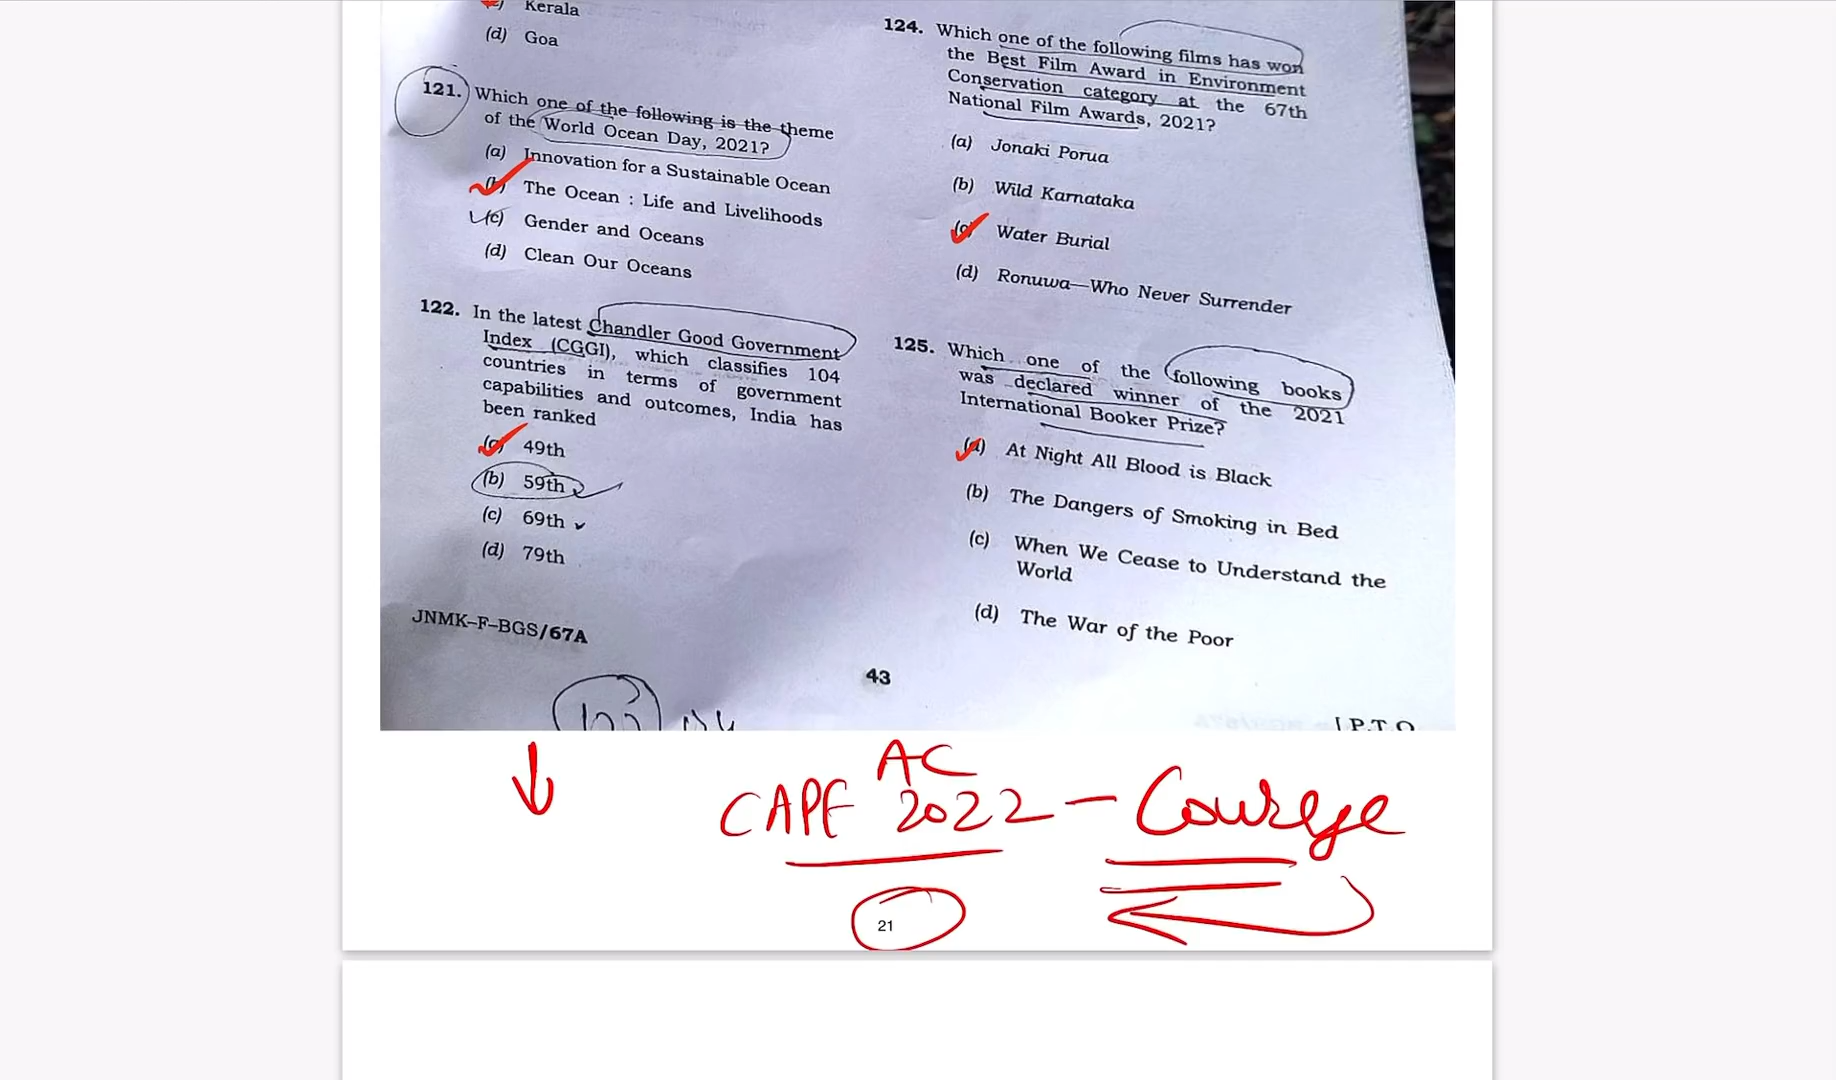 Kerala
(d) Goa
121. Which one of the following is the theme
of the World Ocean Day, 2021?
(a) Innovation for a Sustainable Ocean
(b) The Ocean : Life and Livelihoods
(c) Gender and Oceans
(d) Clean Our Oceans
122. In the latest Chandler Good Government
Index (CGGI), which classifies 104
countries in terms of government
capabilities and outcomes, India has
been ranked
(a) 49th
(b) 59th
(c) 69th
(d) 79th
JNMK–F–BGS/67A
124. Which one of the following films has won
the Best Film Award in Environment
Conservation category at the 67th
National Film Awards, 2021?
(a) Jonaki Porua
(b) Wild Karnataka
(c) Water Burial
(d) Ronuwa—Who Never Surrender
125. Which one of the following books
was declared winner of the 2021
International Booker Prize?
(a) At Night All Blood is Black
(b) The Dangers of Smoking in Bed
(c) When We Cease to Understand the
World
(d) The War of the Poor
43
[ P.T.O.
AC
CAPF 2022 – Courage
21